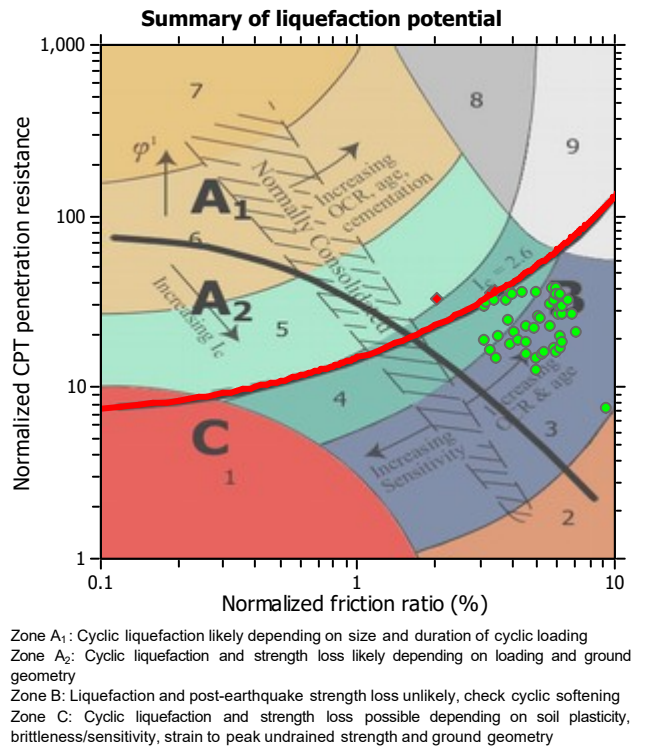 Summary of liquefaction potential
1,000
100
10
1
Normalized CPT penetration resistance
7
8
9
φ'
A1
Increasing
OCR, age,
cementation
Normally Consolidated
6
A2
Ic = 2.6
B
Increasing Ic
5
4
Increasing
OCR & age
C
1
Increasing
Sensitivity
3
2
0.1
1
10
Normalized friction ratio (%)
Zone A1: Cyclic liquefaction likely depending on size and duration of cyclic loading
Zone A2: Cyclic liquefaction and strength loss likely depending on loading and ground
geometry
Zone B: Liquefaction and post-earthquake strength loss unlikely, check cyclic softening
Zone C: Cyclic liquefaction and strength loss possible depending on soil plasticity,
brittleness/sensitivity, strain to peak undrained strength and ground geometry